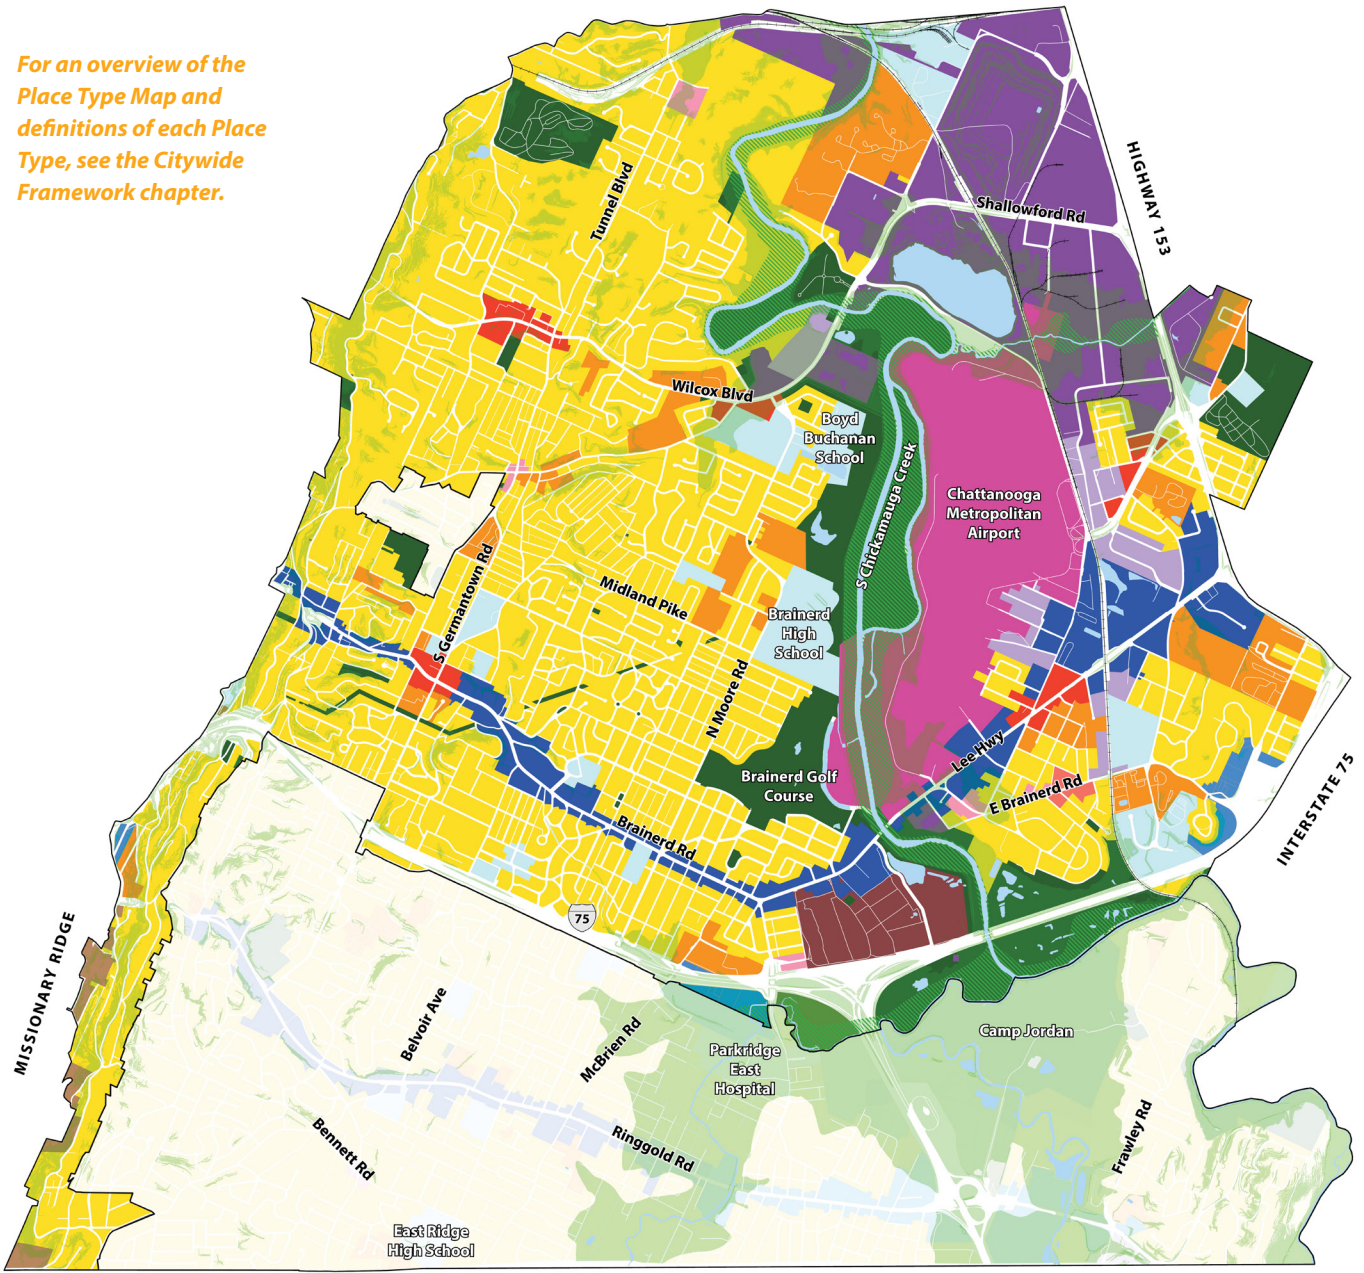 For an overview of the
Place Type Map and
definitions of each Place
Type, see the Citywide
Framework chapter.
Tunnel Blvd
HIGHWAY 153
Shallowford Rd
Wilcox Blvd
Boyd
Buchanan
School
S Chickamauga Creek
Chattanooga
Metropolitan
Airport
S Germantown Rd
Midland Pike
Brainerd
High
School
N Moore Rd
Lee Hwy
Brainerd Golf
Course
E Brainerd Rd
INTERSTATE 75
Brainerd Rd
75
MISSIONARY RIDGE
Belvoir Ave
McBrien Rd
Camp Jordan
Parkridge
East
Hospital
Bennett Rd
Ringgold Rd
Frawley Rd
East Ridge
High School